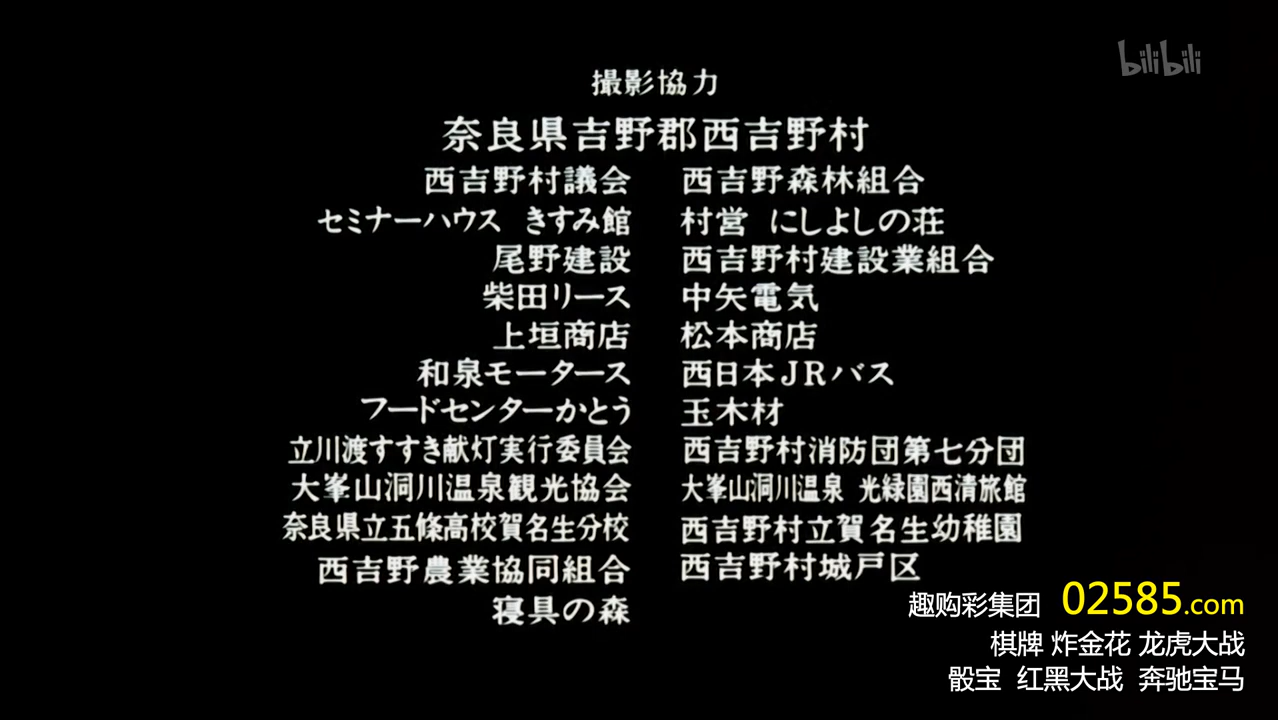 bilibili
撮影協力
奈良県吉野郡西吉野村
西吉野村議会 西吉野森林組合
セミナーハウス きすみ館 村営 にしよしの荘
尾野建設 西吉野村建設業組合
柴田リース 中矢電気
上垣商店 松本商店
和泉モータース 西日本JRバス
フードセンターかとう 玉木材
立川渡すすき献灯実行委員会 西吉野村消防団第七分団
大峯山洞川温泉観光協会 大峯山洞川温泉 光緑園西清旅館
奈良県立五條高校賀名生分校 西吉野村立賀名生幼稚園
西吉野農業協同組合 西吉野村城戸区
寝具の森
趣购彩集团 02585.com
棋牌 炸金花 龙虎大战
骰宝 红黑大战 奔驰宝马